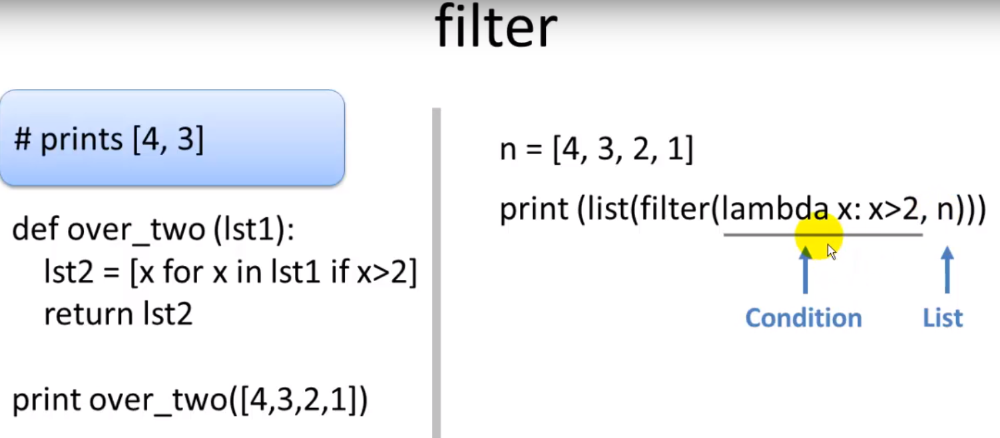 filter
# prints [4, 3]
def over_two (lst1):
    lst2 = [x for x in lst1 if x>2]
    return lst2
print over_two([4,3,2,1])
n = [4, 3, 2, 1]
print (list(filter(lambda x: x>2, n)))
Condition
List